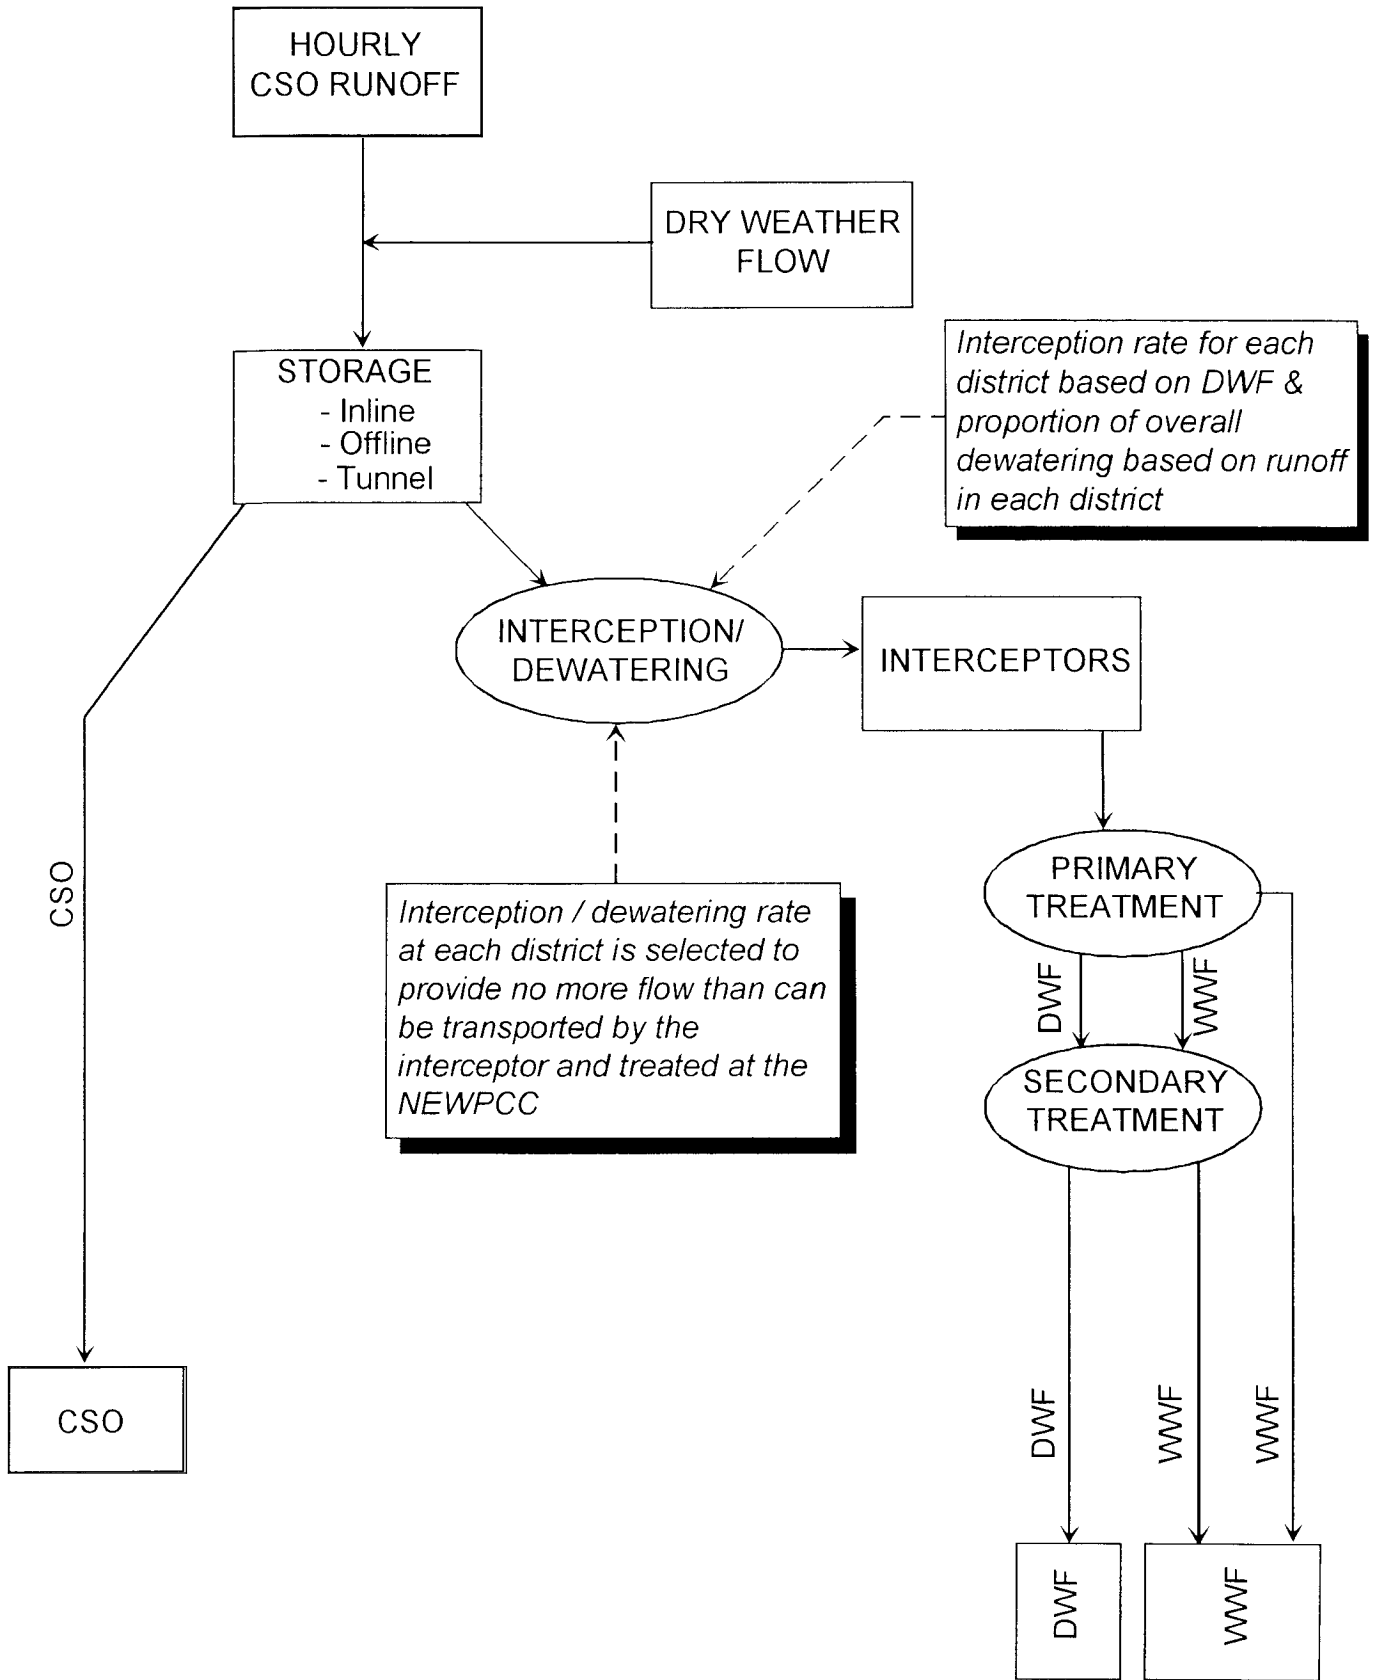 HOURLY
CSO RUNOFF
DRY WEATHER
FLOW
STORAGE
- Inline
- Offline
- Tunnel
Interception rate for each
district based on DWF &
proportion of overall
dewatering based on runoff
in each district
INTERCEPTION/
DEWATERING
INTERCEPTORS
CSO
Interception / dewatering rate
at each district is selected to
provide no more flow than can
be transported by the
interceptor and treated at the
NEWPCC
PRIMARY
TREATMENT
DWF
WWF
SECONDARY
TREATMENT
DWF
WWF
WWF
CSO
DWF
WWF